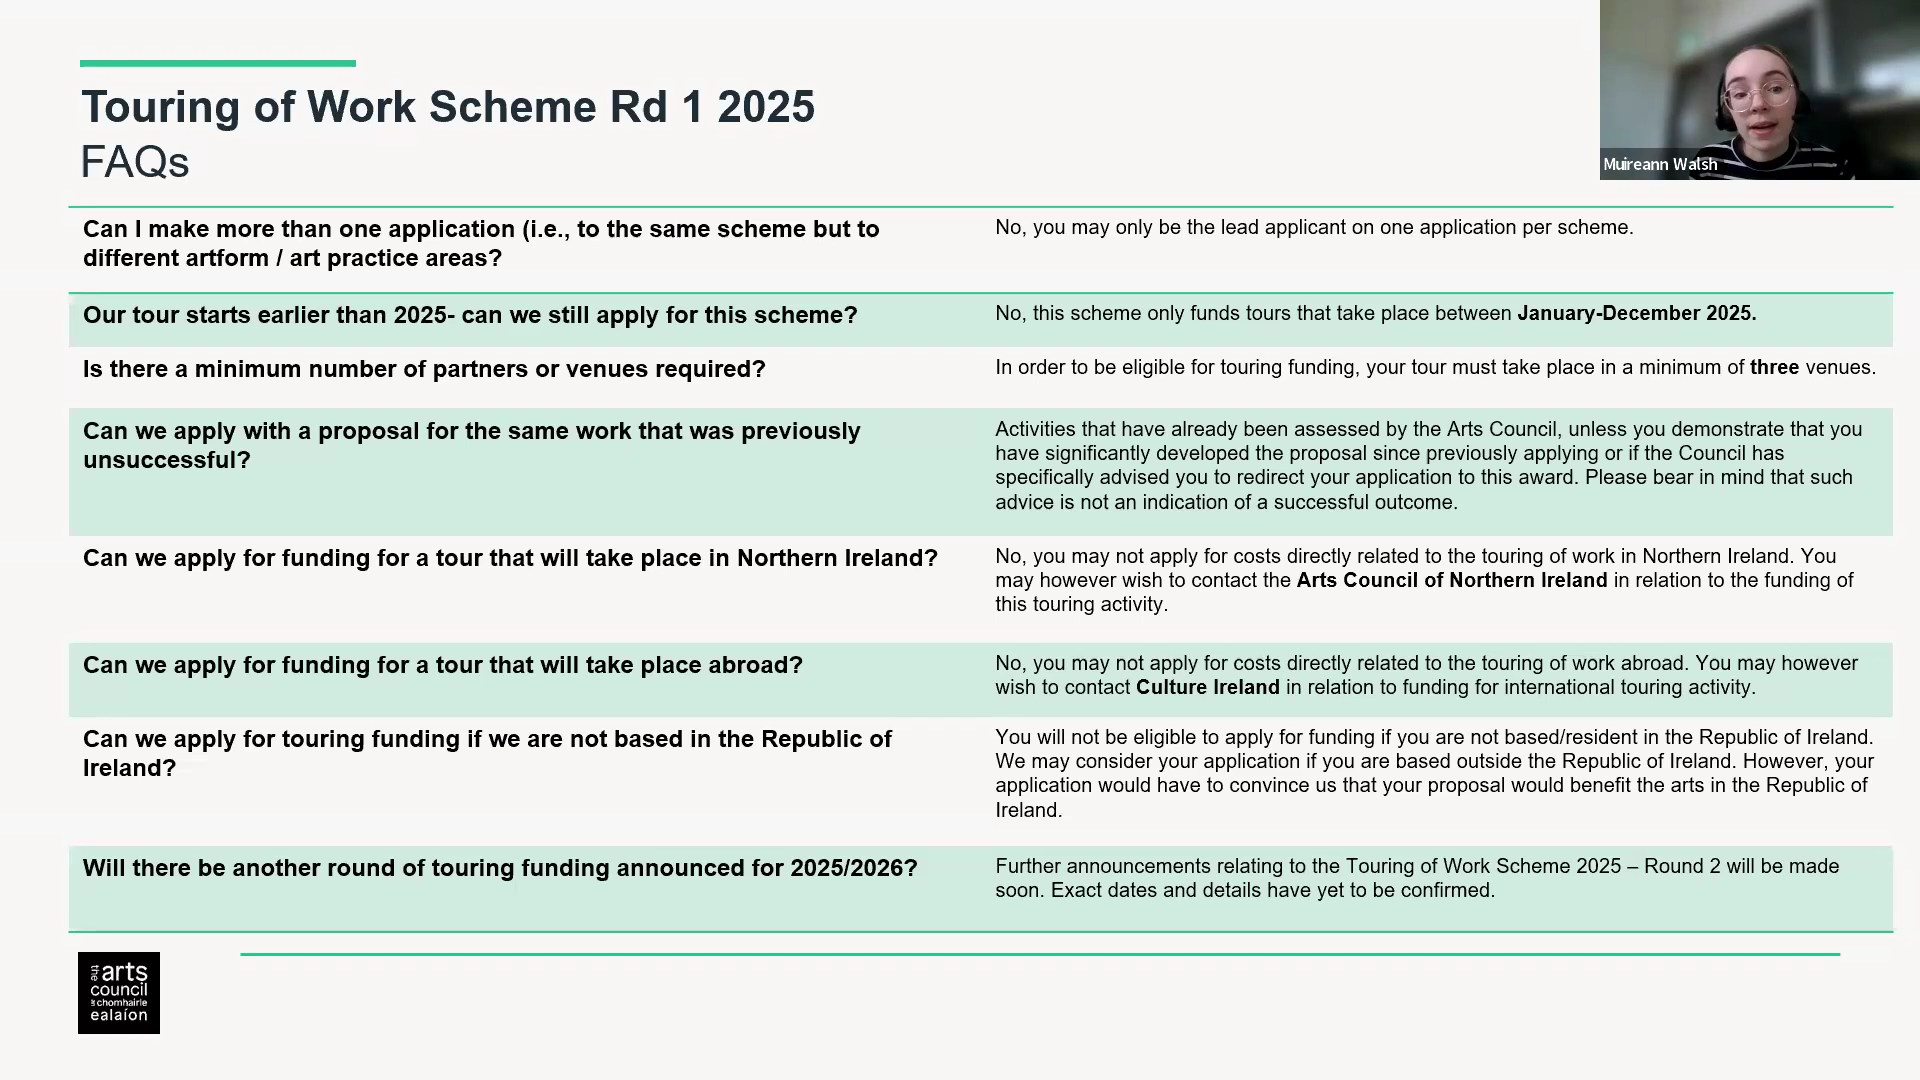 Touring of Work Scheme Rd 1 2025
FAQs
Muireann Walsh
Can I make more than one application (i.e., to the same scheme but to
different artform / art practice areas?
No, you may only be the lead applicant on one application per scheme.
Our tour starts earlier than 2025- can we still apply for this scheme?
No, this scheme only funds tours that take place between January-December 2025.
Is there a minimum number of partners or venues required?
In order to be eligible for touring funding, your tour must take place in a minimum of three venues.
Can we apply with a proposal for the same work that was previously
unsuccessful?
Activities that have already been assessed by the Arts Council, unless you demonstrate that you
have significantly developed the proposal since previously applying or if the Council has
specifically advised you to redirect your application to this award. Please bear in mind that such
advice is not an indication of a successful outcome.
Can we apply for funding for a tour that will take place in Northern Ireland?
No, you may not apply for costs directly related to the touring of work in Northern Ireland. You
may however wish to contact the Arts Council of Northern Ireland in relation to the funding of
this touring activity.
Can we apply for funding for a tour that will take place abroad?
No, you may not apply for costs directly related to the touring of work abroad. You may however
wish to contact Culture Ireland in relation to funding for international touring activity.
Can we apply for touring funding if we are not based in the Republic of
Ireland?
You will not be eligible to apply for funding if you are not based/resident in the Republic of Ireland.
We may consider your application if you are based outside the Republic of Ireland. However, your
application would have to convince us that your proposal would benefit the arts in the Republic of
Ireland.
Will there be another round of touring funding announced for 2025/2026?
Further announcements relating to the Touring of Work Scheme 2025 – Round 2 will be made
soon. Exact dates and details have yet to be confirmed.
the arts
council
chomhairle
ealaíon